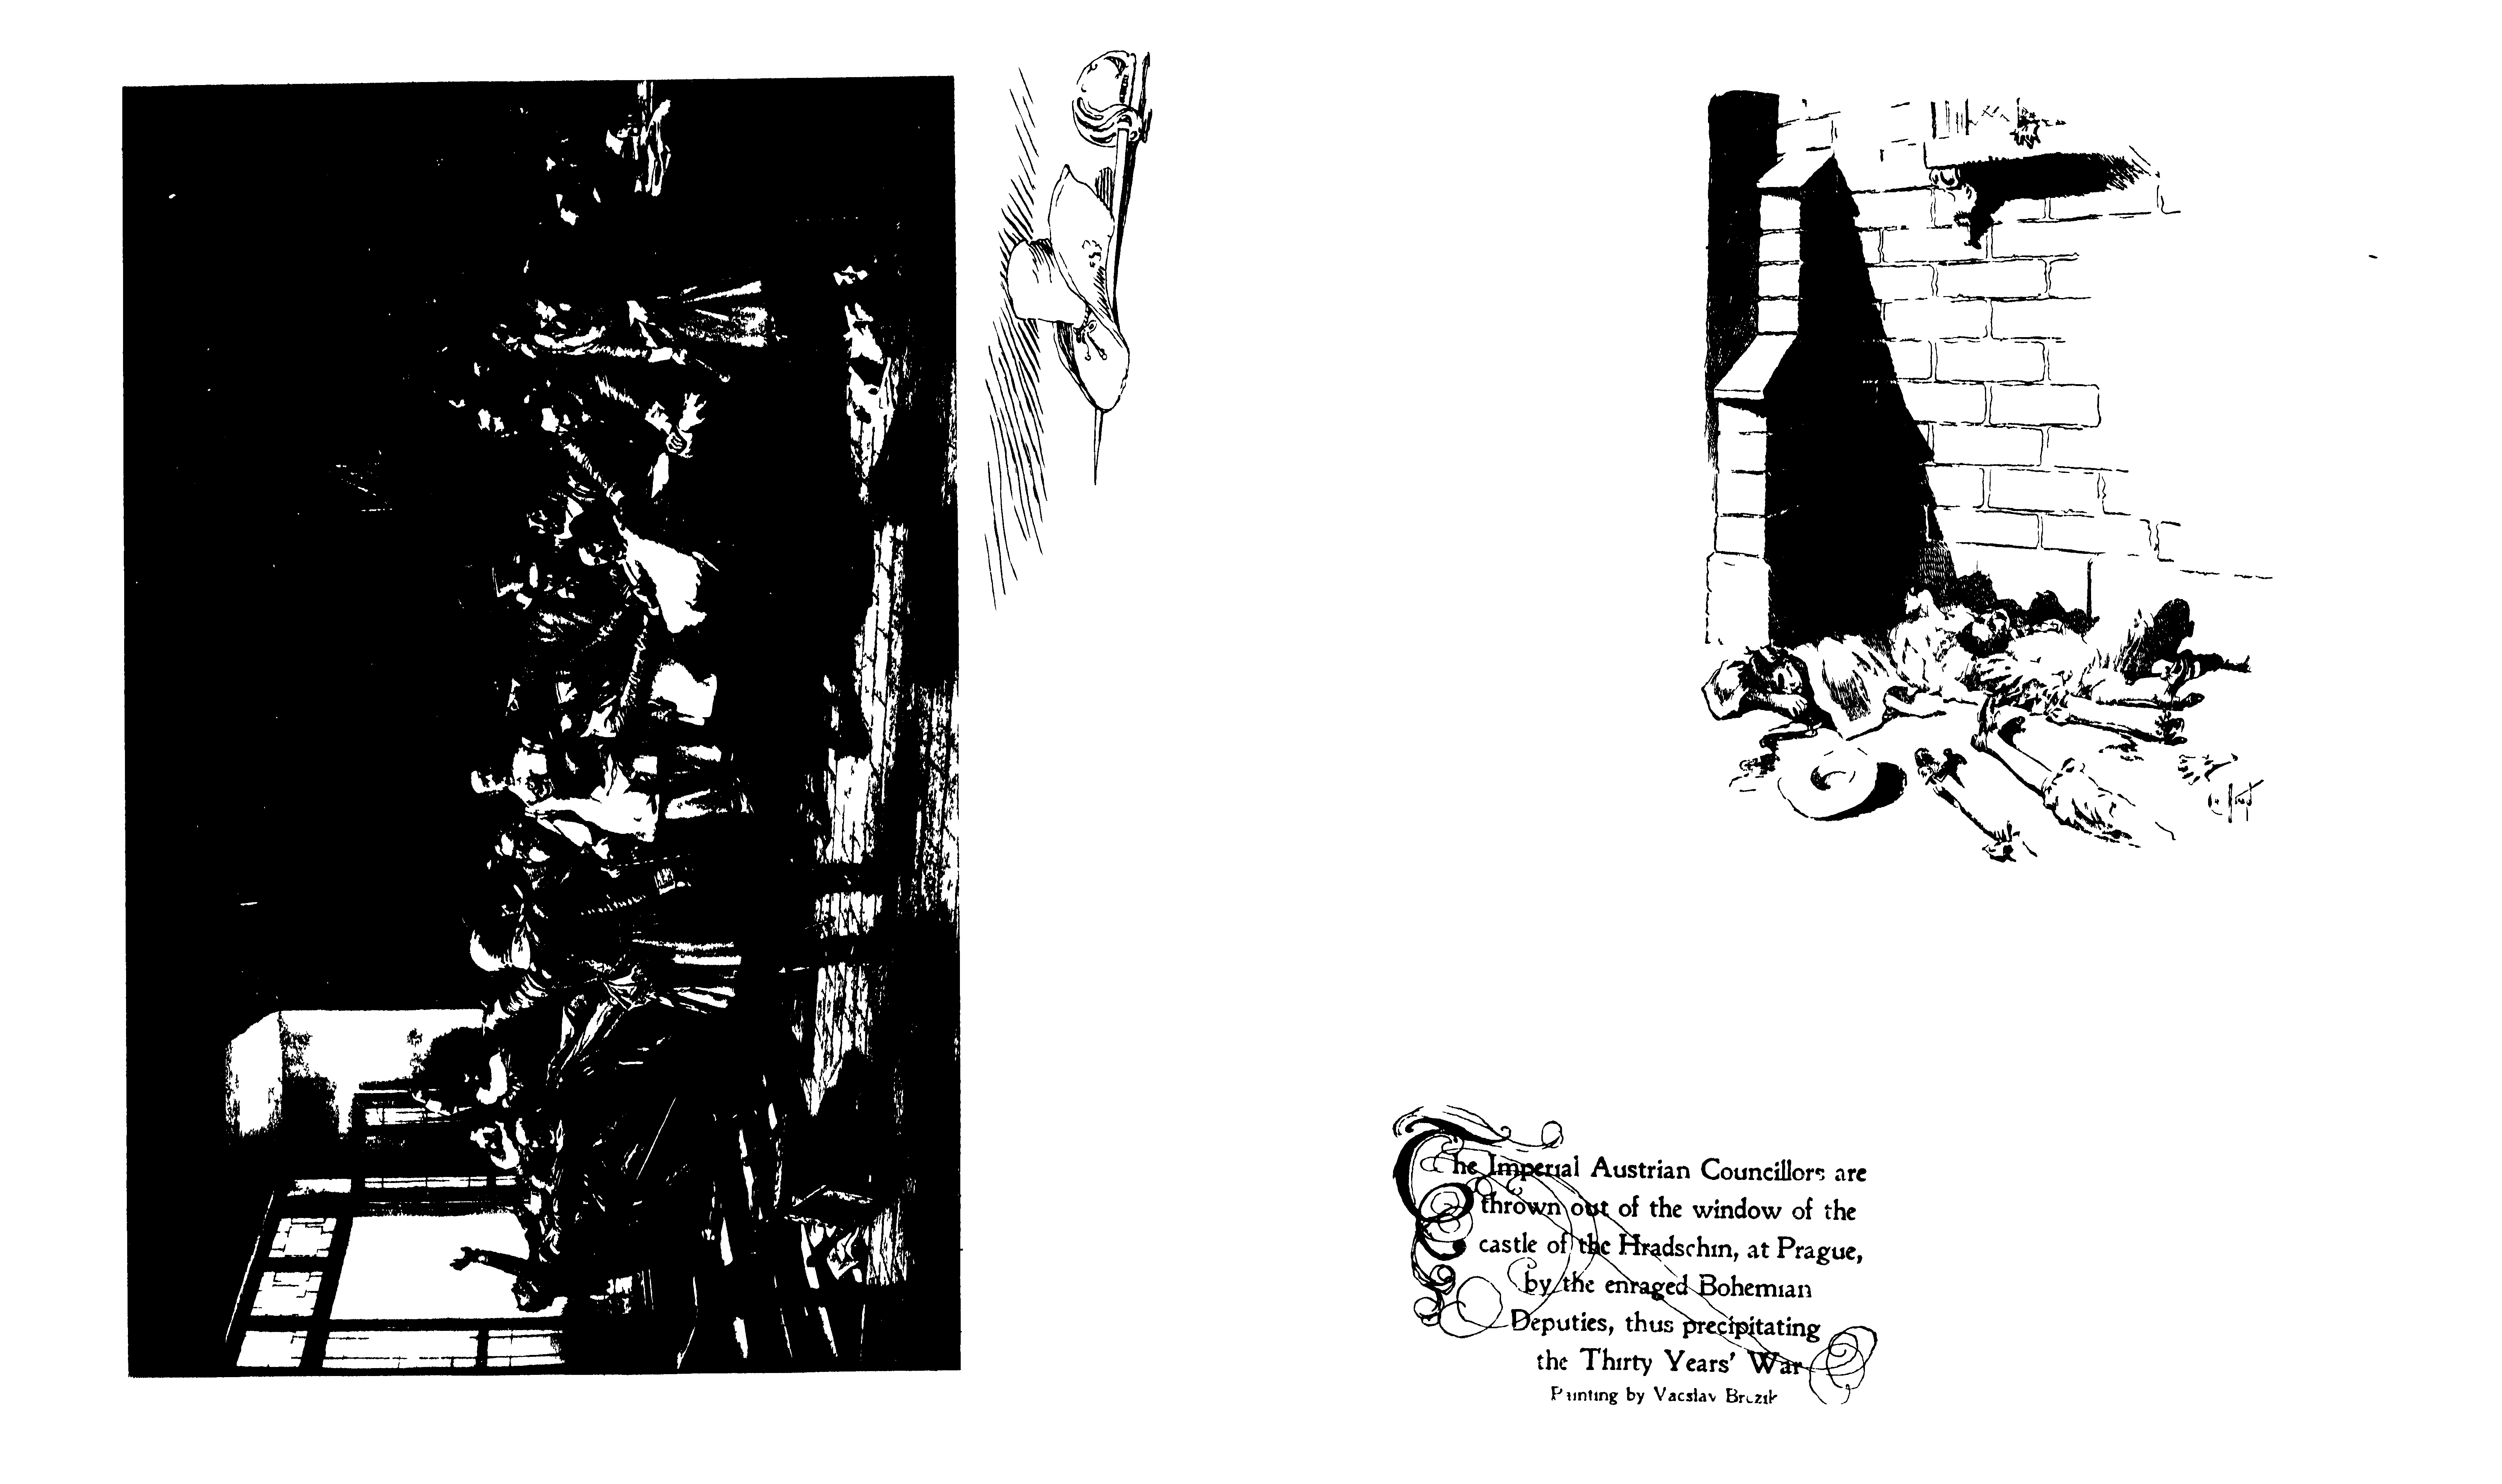 The Imperial Austrian Councillors are
thrown out of the window of the
castle of the Hradschin, at Prague,
by the enraged Bohemian
Deputies, thus precipitating
the Thirty Years' War
Painting by Vacslav Brozik